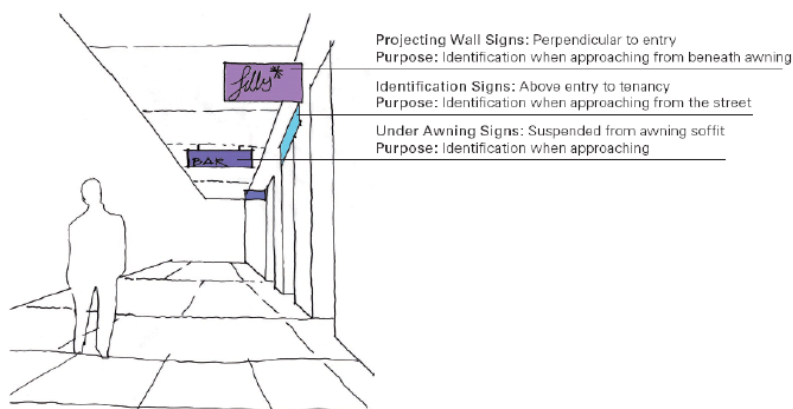 Projecting Wall Signs: Perpendicular to entry
Purpose: Identification when approaching from beneath awning
Identification Signs: Above entry to tenancy
Purpose: Identification when approaching from the street
Under Awning Signs: Suspended from awning soffit
Purpose: Identification when approaching
BAR